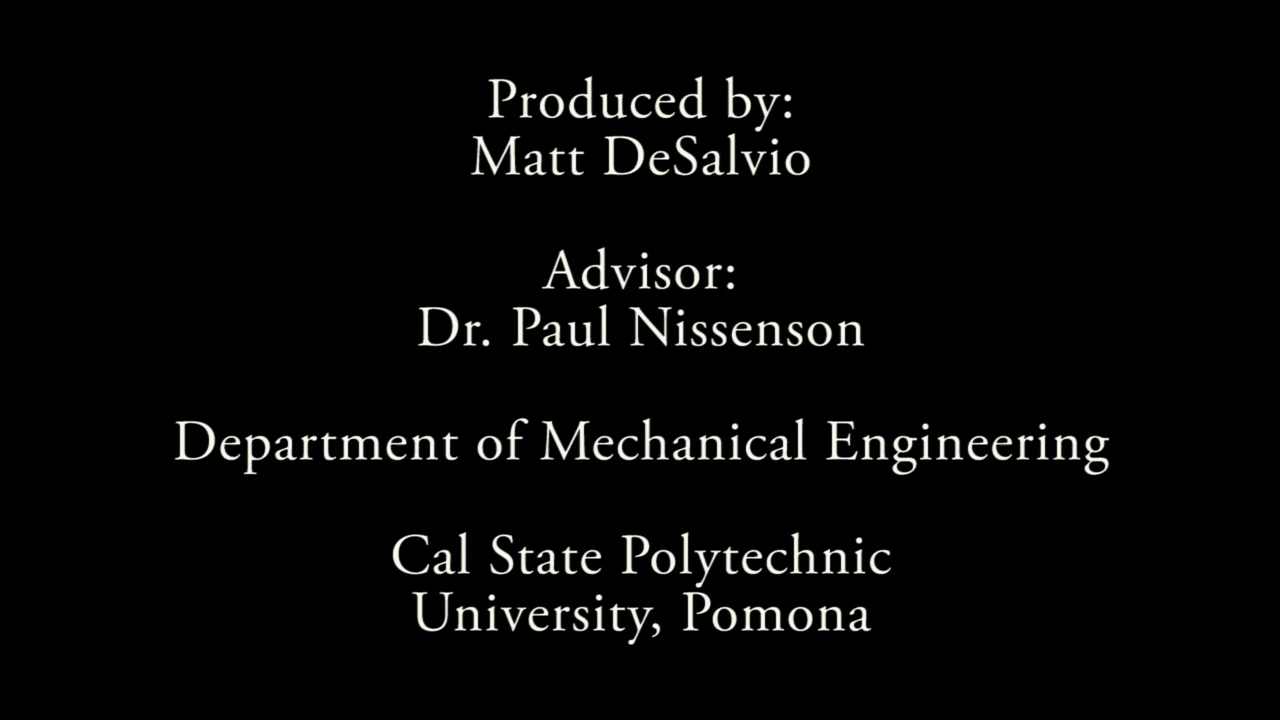 Produced by:
Matt DeSalvio
Advisor:
Dr. Paul Nissenson
Department of Mechanical Engineering
Cal State Polytechnic
University, Pomona